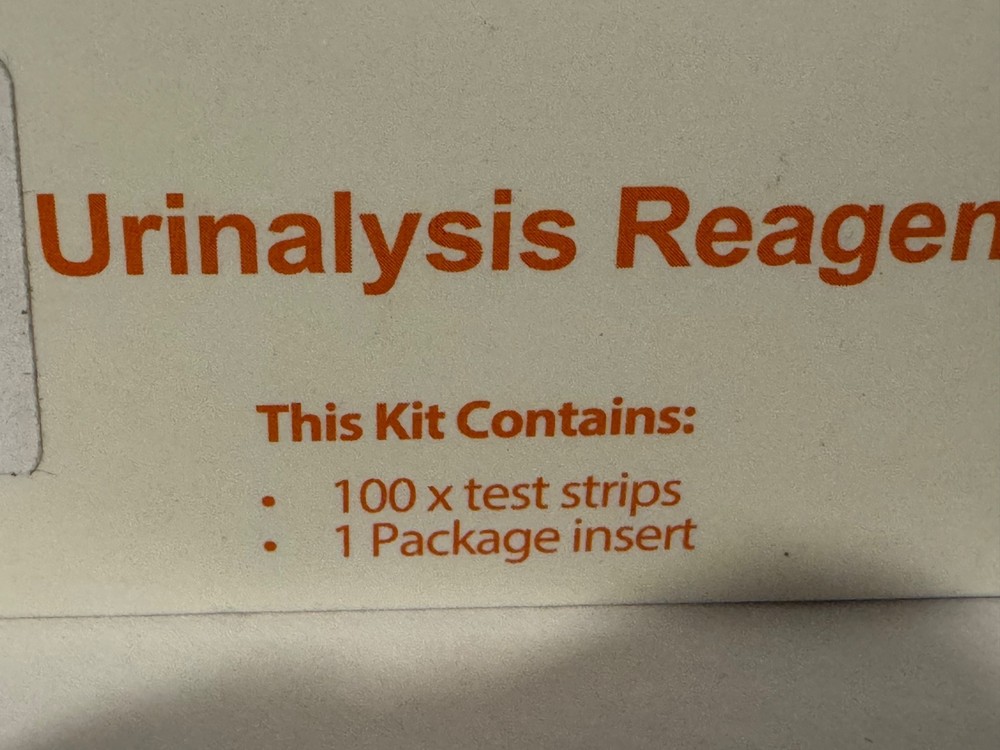 Urinalysis Reagen
This Kit Contains:
• 100 x test strips
• 1 Package insert